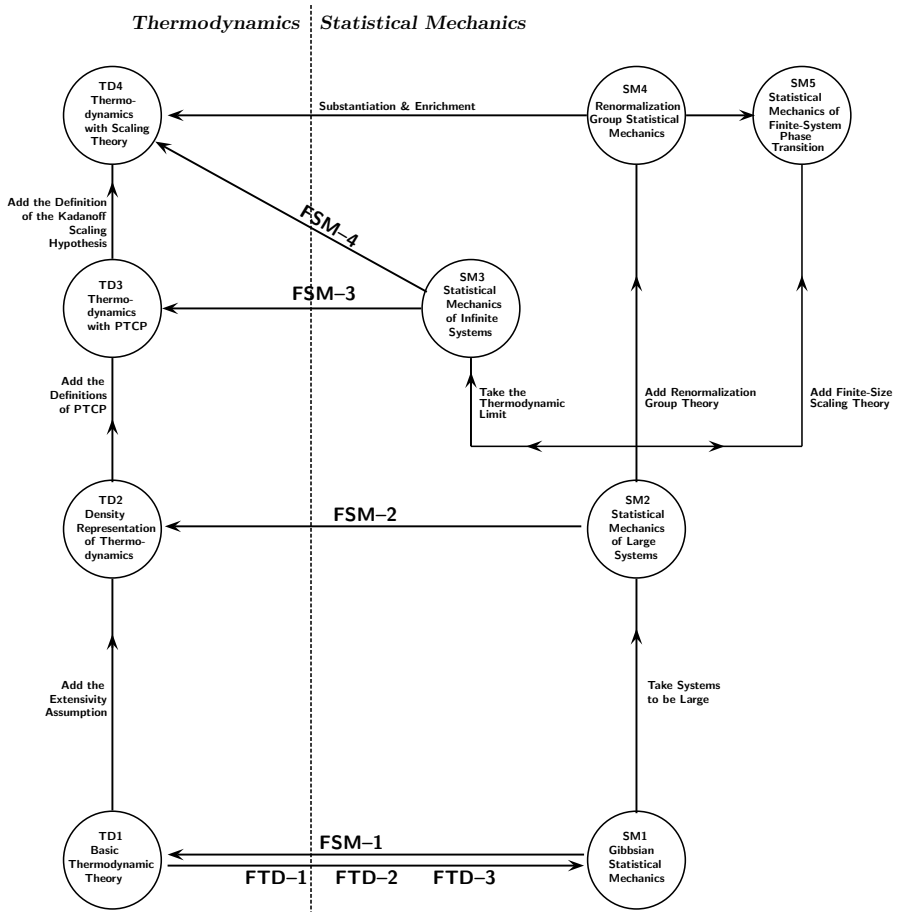 Thermodynamics Statistical Mechanics
TD4
Thermo-
dynamics
with Scaling
Theory
Substantiation & Enrichment
SM4
Renormalization
Group Statistical
Mechanics
SM5
Statistical
Mechanics of
Finite-System
Phase
Transition
Add the Definition
of the Kadanoff
Scaling
Hypothesis
FSM–4
TD3
Thermo-
dynamics
with PTCP
FSM–3
SM3
Statistical
Mechanics
of Infinite
Systems
Add the
Definitions
of PTCP
Take the
Thermodynamic
Limit
Add Renormalization
Group Theory
Add Finite-Size
Scaling Theory
TD2
Density
Representation
of Thermo-
dynamics
FSM–2
SM2
Statistical
Mechanics
of Large
Systems
Add the
Extensivity
Assumption
Take Systems
to be Large
TD1
Basic
Thermodynamic
Theory
FSM–1
FTD–1 FTD–2 FTD–3
SM1
Gibbsian
Statistical
Mechanics